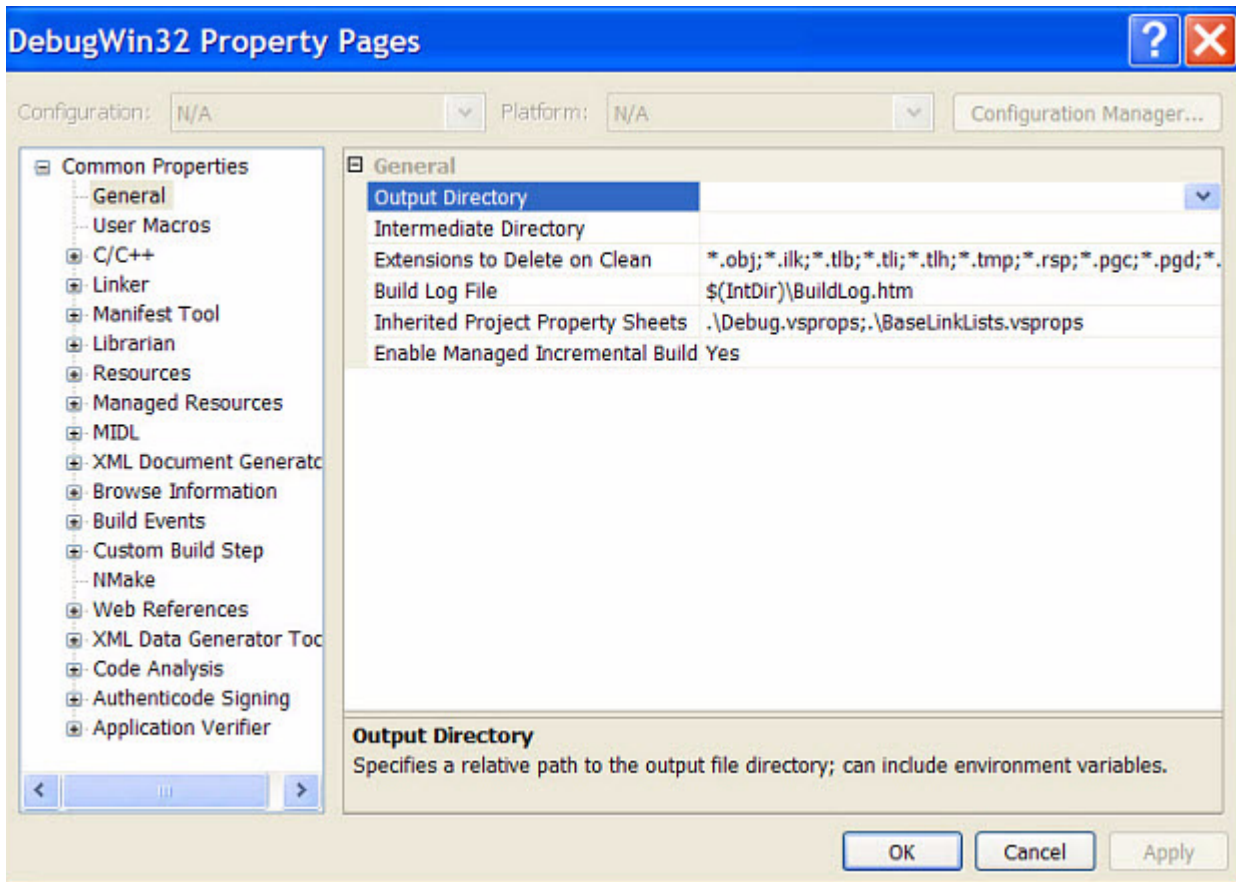 DebugWin32 Property Pages
Configuration: N/A Platform: N/A Configuration Manager...
Common Properties
General
User Macros
C/C++
Linker
Manifest Tool
Librarian
Resources
Managed Resources
MIDL
XML Document Generatc
Browse Information
Build Events
Custom Build Step
NMake
Web References
XML Data Generator Toc
Code Analysis
Authenticode Signing
Application Verifier
General
Output Directory
Intermediate Directory
Extensions to Delete on Clean *.obj;*.ilk;*.tlb;*.tli;*.tlh;*.tmp;*.rsp;*.pgc;*.pgd;*.
Build Log File $(IntDir)\BuildLog.htm
Inherited Project Property Sheets .\Debug.vsprops;.\BaseLinkLists.vsprops
Enable Managed Incremental Build Yes
Output Directory
Specifies a relative path to the output file directory; can include environment variables.
OK Cancel Apply